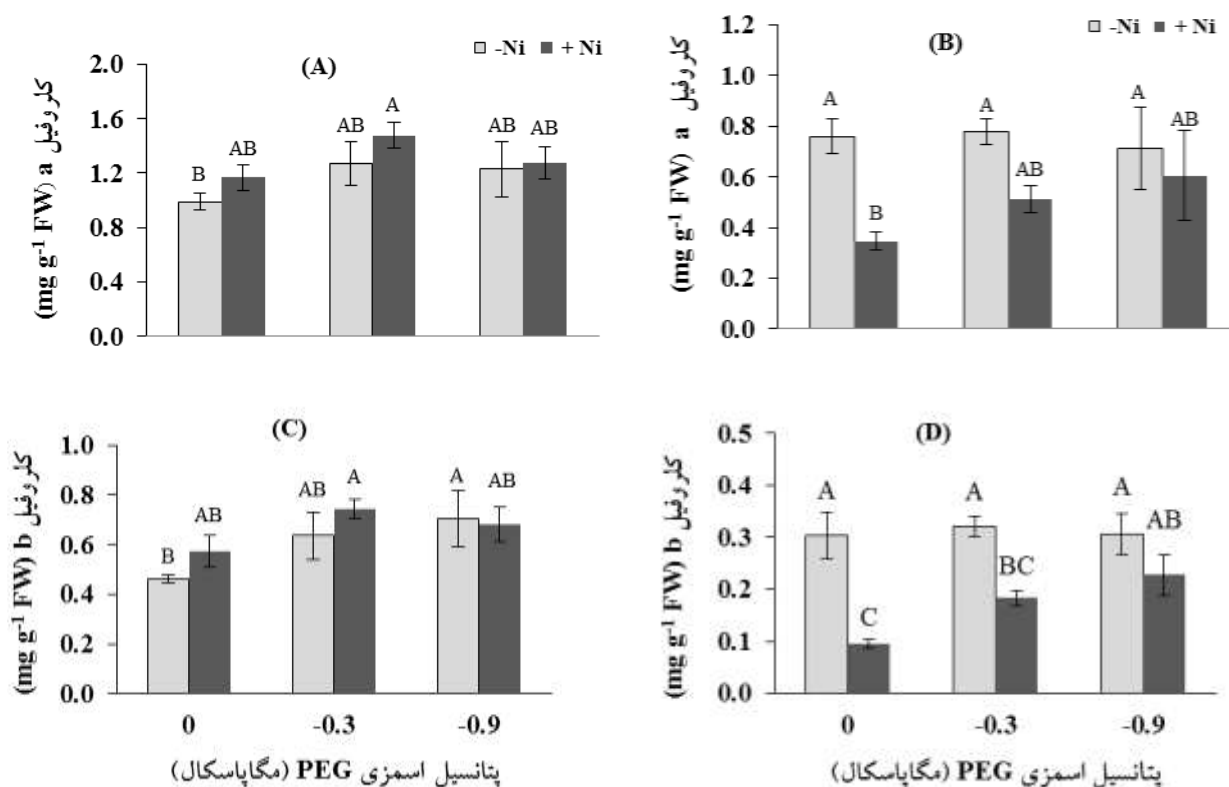 -Ni + Ni
(A)
کلروفیل a (mg g-1 FW)
2.0
1.6
1.2
0.8
0.4
0.0
B AB AB A AB AB
-Ni + Ni
(B)
کلروفیل a (mg g-1 FW)
1.2
1.0
0.8
0.6
0.4
0.2
0.0
A B A AB A AB
(C)
کلروفیل b (mg g-1 FW)
1.0
0.8
0.6
0.4
0.2
0.0
B AB AB A A AB
0 -0.3 -0.9
پتانسیل اسمزی PEG (مگاپاسکال)
(D)
کلروفیل b (mg g-1 FW)
0.5
0.4
0.3
0.2
0.1
0.0
A C A BC A AB
0 -0.3 -0.9
پتانسیل اسمزی PEG (مگاپاسکال)